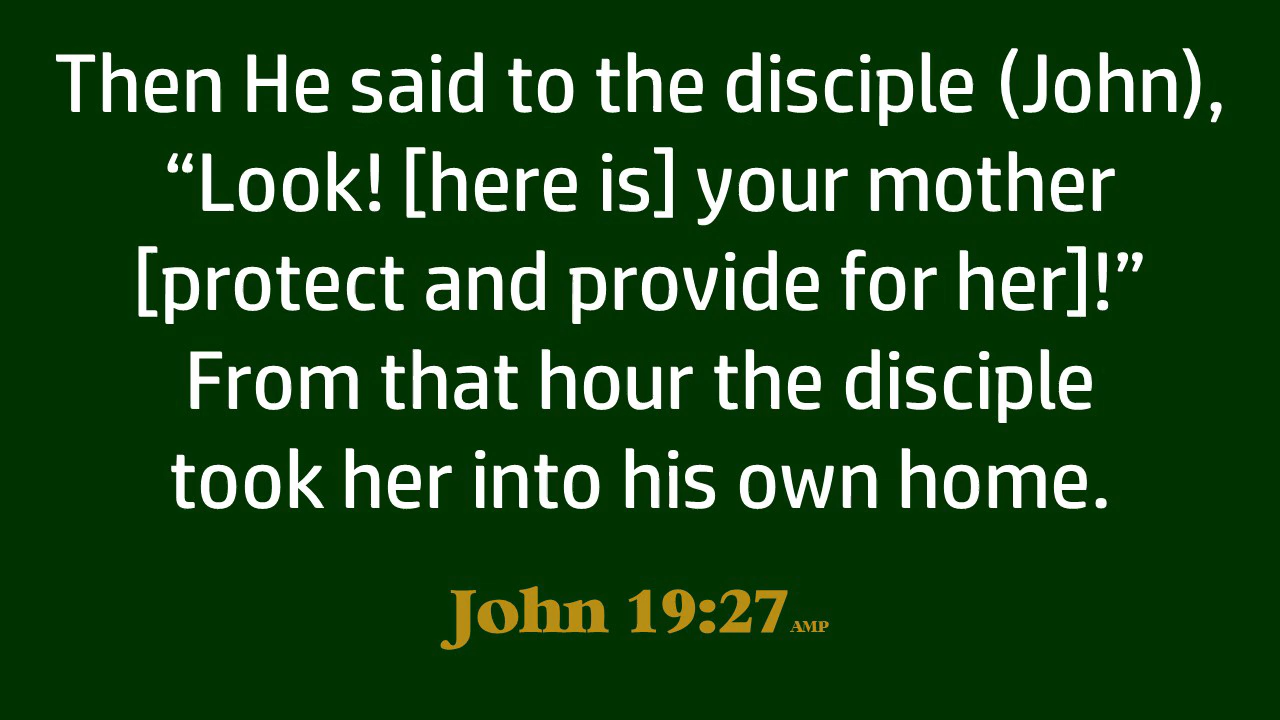 Then He said to the disciple (John),
“Look! [here is] your mother
[protect and provide for her]!”
From that hour the disciple
took her into his own home.
John 19:27 AMP